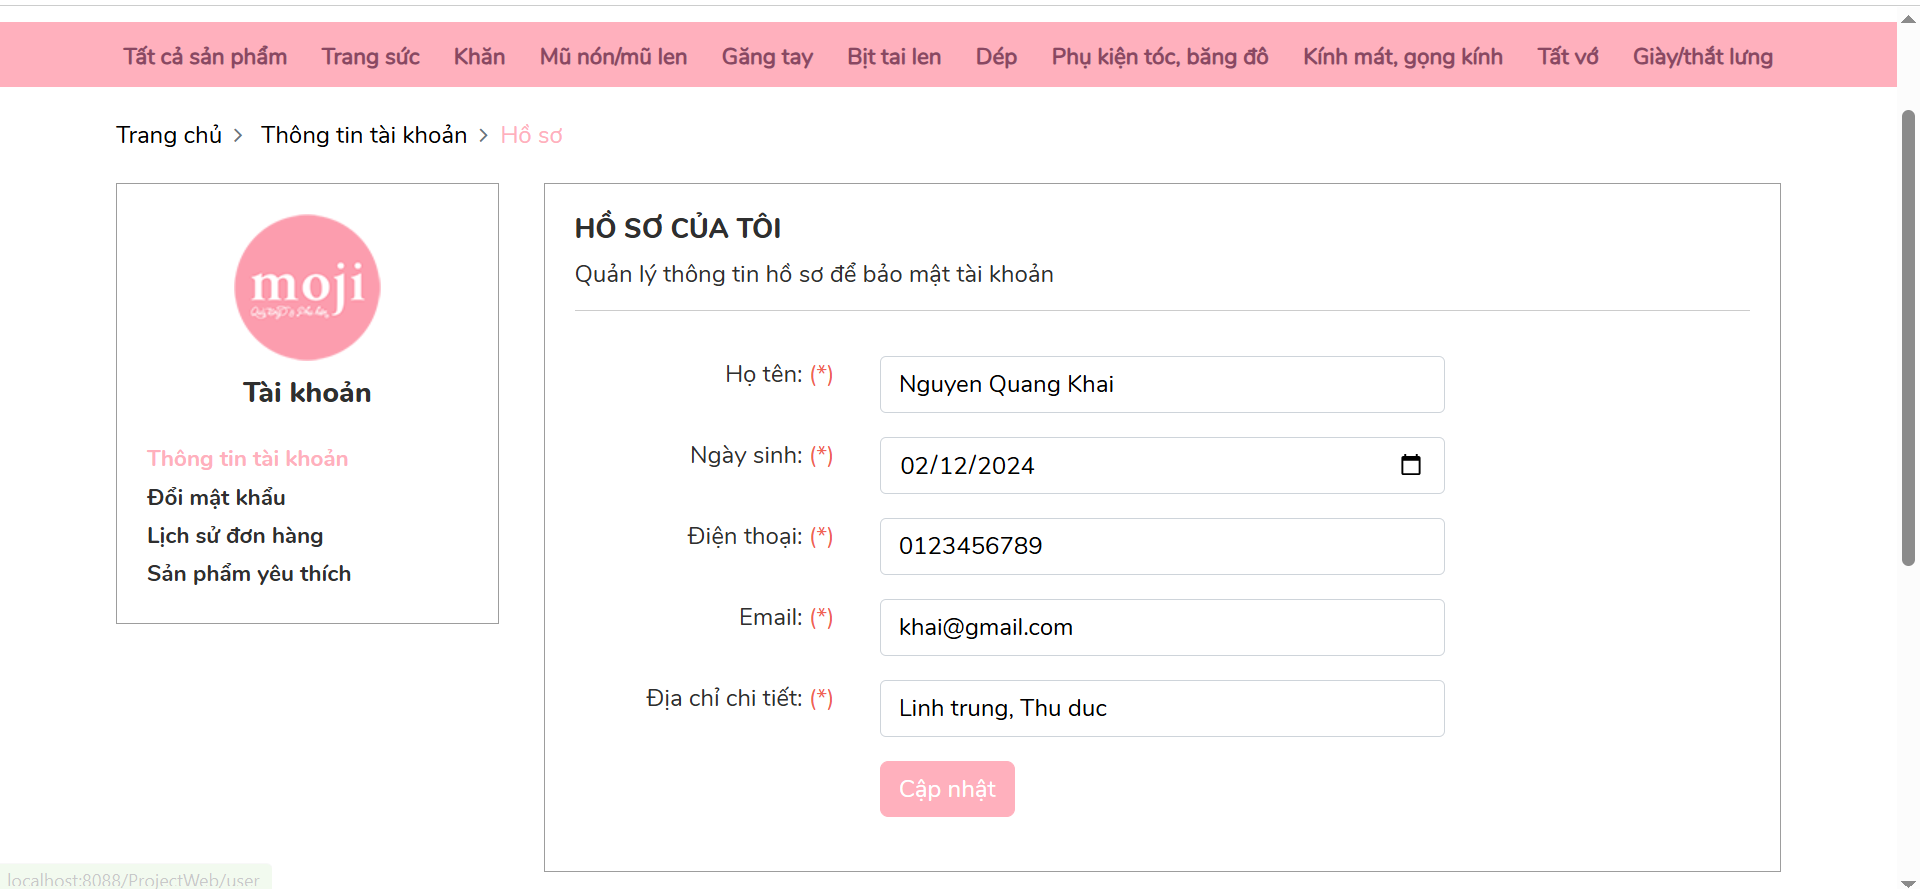 Tất cả sản phẩm Trang sức Khăn Mũ nón/mũ len Găng tay Bịt tai len Dép Phụ kiện tóc, băng đô Kính mát, gọng kính Tất vớ Giày/thắt lưng
Trang chủ > Thông tin tài khoản > Hồ sơ
moji
Tài khoản
Thông tin tài khoản
Đổi mật khẩu
Lịch sử đơn hàng
Sản phẩm yêu thích
HỒ SƠ CỦA TÔI
Quản lý thông tin hồ sơ để bảo mật tài khoản
Họ tên: (*) Nguyen Quang Khai
Ngày sinh: (*) 02/12/2024
Điện thoại: (*) 0123456789
Email: (*) khai@gmail.com
Địa chỉ chi tiết: (*) Linh trung, Thu duc
Cập nhật
localhost:8088/ProjectWeb/user